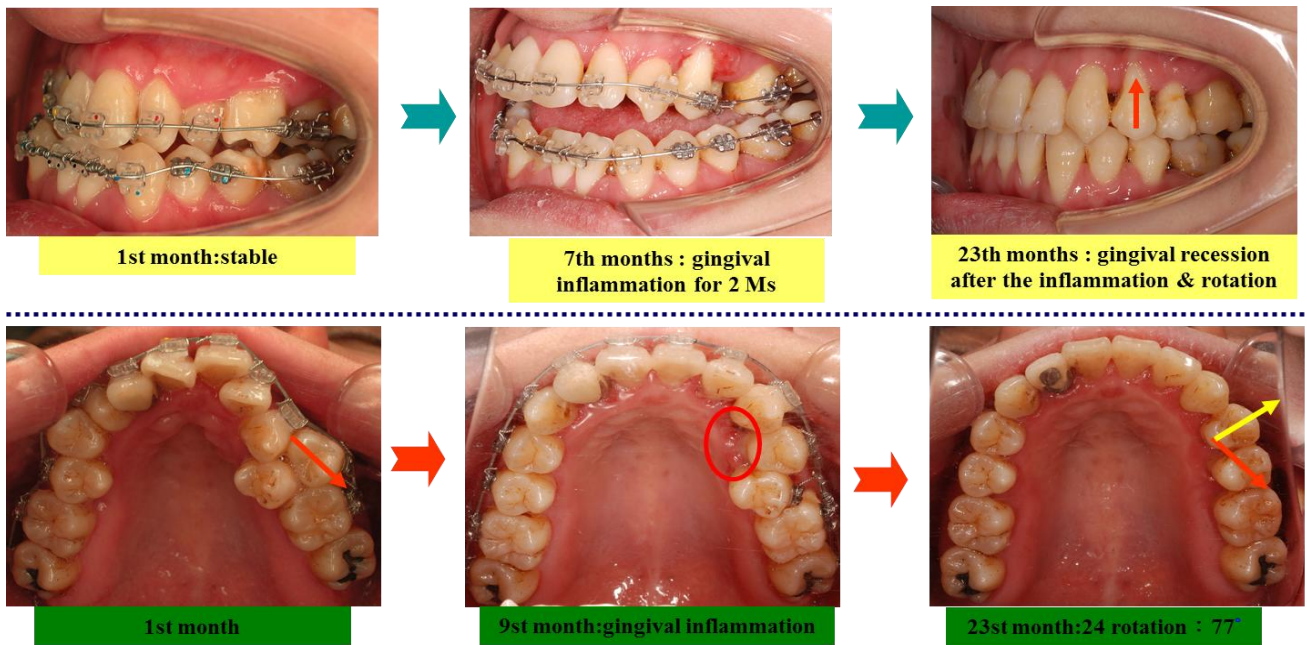 1st month:stable
7th months : gingival
inflammation for 2 Ms
23th months : gingival recession
after the inflammation & rotation
1st month
9st month:gingival inflammation
23st month:24 rotation : 77°